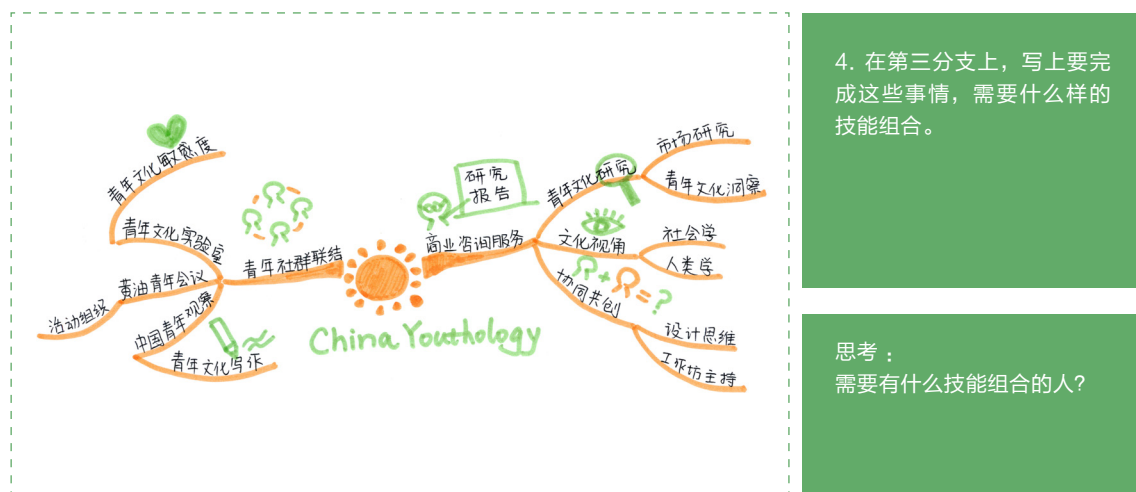 青年文化敏感度
青年文化实验室
黄油青年会议
活动组织
中国青年观察
青年文化写作
青年社群联结
China Youthology
商业咨询服务
研究
报告
青年文化研究
市场研究
青年文化洞察
文化视角
社会学
人类学
协同共创
设计思维
工作坊主持
4. 在第三分支上，写上要完
成这些事情，需要什么样的
技能组合。
思考：
需要有什么技能组合的人？